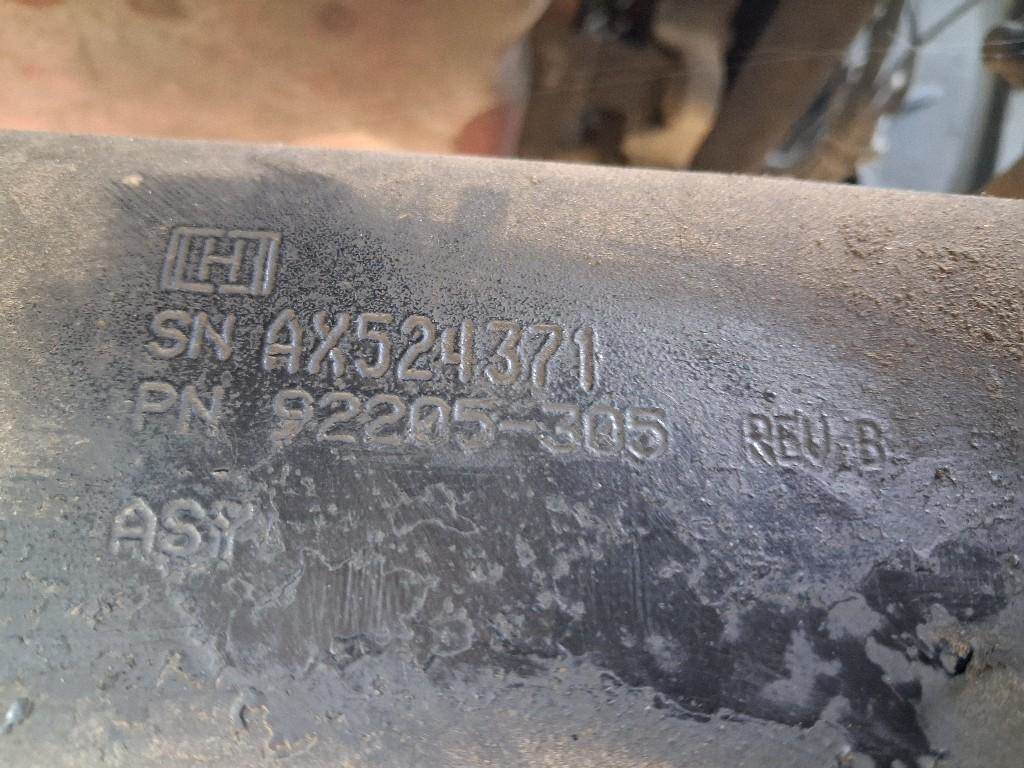 [H]
SN AX524371
PN 92205-305 REV.B
ASY